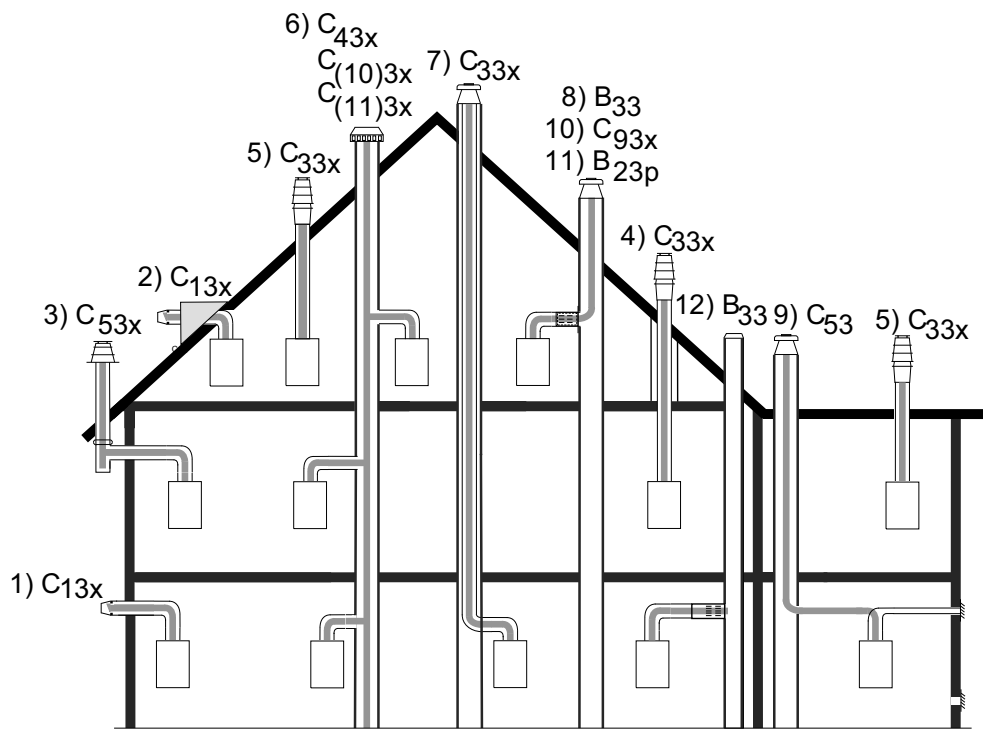 6) C43x
C(10)3x
C(11)3x
7) C33x
8) B33
10) C93x
11) B23p
5) C33x
4) C33x
2) C13x
3) C53x
12) B33
9) C53
5) C33x
1) C13x